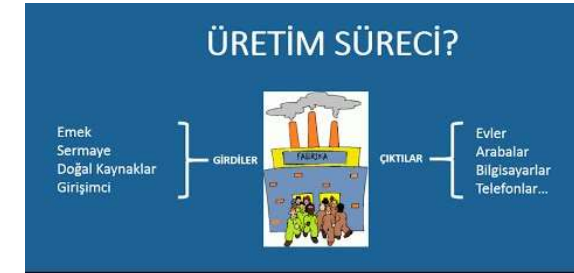 ÜRETİM SÜRECİ?
Emek
Sermaye
Doğal Kaynaklar
Girişimci
GİRDİLER
FABRİKA
ÇIKTILAR
Evler
Arabalar
Bilgisayarlar
Telefonlar...